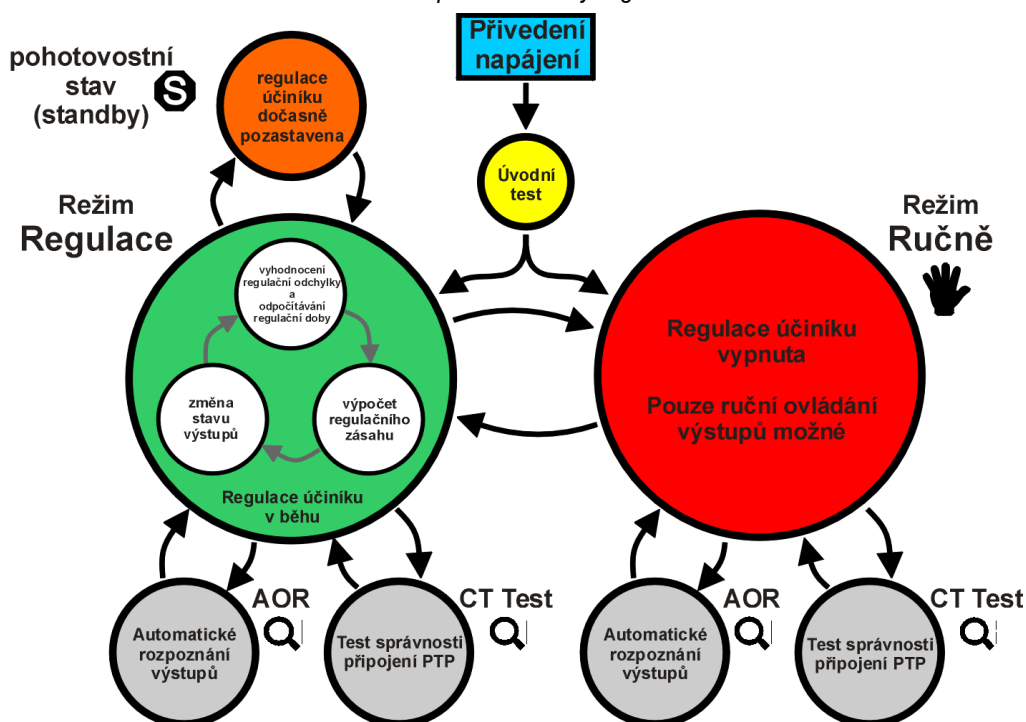 Přivedení
napájení
pohotovostní
stav
(standby)
S
regulace
účiníku
dočasně
pozastavena
Úvodní
test
Režim
Regulace
Režim
Ručně
vyhodnocení
regulační odchylky
a
odpočítávání
regulační doby
změna
stavu
výstupů
výpočet
regulačního
zásahu
Regulace účiníku
v běhu
Regulace účiníku
vypnuta
Pouze ruční ovládání
výstupů možné
AOR
Automatické
rozpoznání
výstupů
CT Test
Test správnosti
připojení PTP
AOR
Automatické
rozpoznání
výstupů
CT Test
Test správnosti
připojení PTP